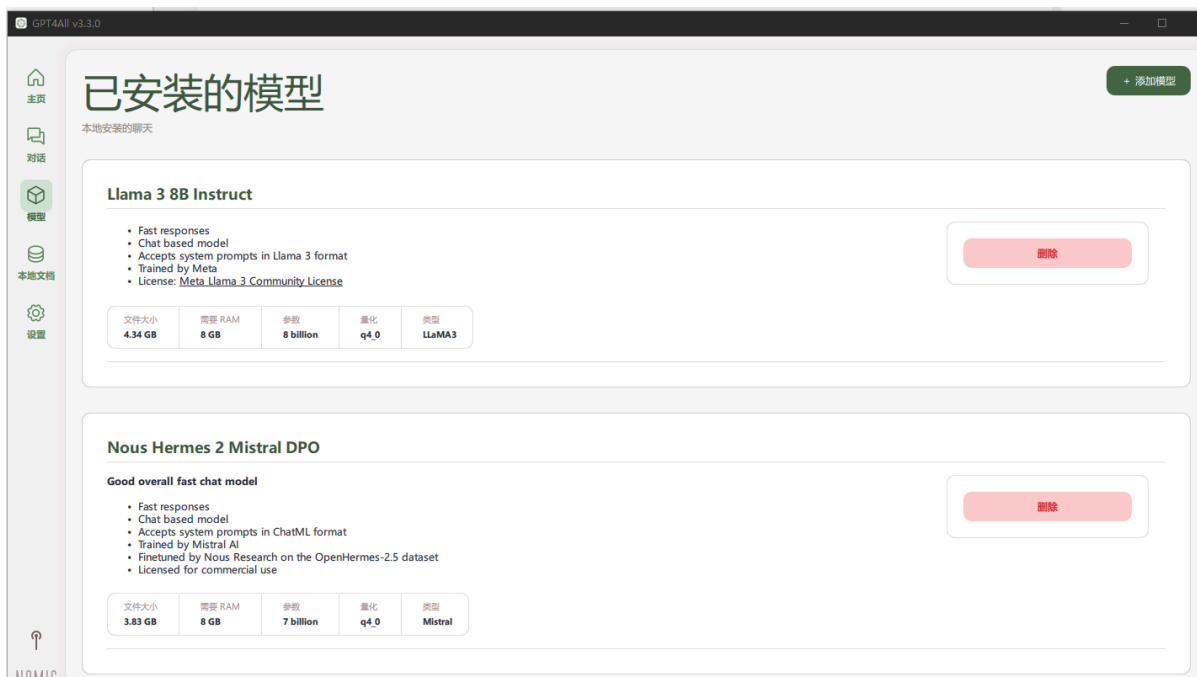 GPT4All v3.3.0
主页
对话
模型
本地文档
设置
已安装的模型
本地安装的聊天
+ 添加模型
Llama 3 8B Instruct
• Fast responses
• Chat based model
• Accepts system prompts in Llama 3 format
• Trained by Meta
• License: Meta Llama 3 Community License
删除
文件大小 需要 RAM 参数 量化 类型
4.34 GB 8 GB 8 billion q4_0 LLaMA3
Nous Hermes 2 Mistral DPO
Good overall fast chat model
• Fast responses
• Chat based model
• Accepts system prompts in ChatML format
• Trained by Mistral AI
• Finetuned by Nous Research on the OpenHermes-2.5 dataset
• Licensed for commercial use
删除
文件大小 需要 RAM 参数 量化 类型
3.83 GB 8 GB 7 billion q4_0 Mistral
NOMIC